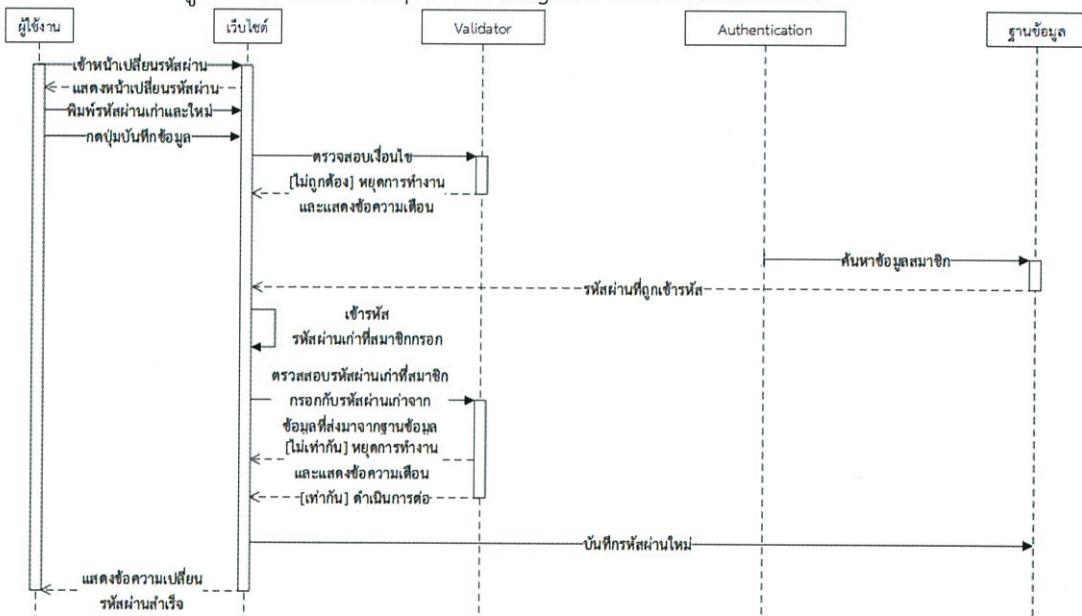 ผู้ใช้งาน
เว็บไซต์
Validator
Authentication
ฐานข้อมูล
เข้าหน้าเปลี่ยนรหัสผ่าน
แสดงหน้าเปลี่ยนรหัสผ่าน
พิมพ์รหัสผ่านเก่าและใหม่
กดปุ่มบันทึกข้อมูล
ตรวจสอบเงื่อนไข
[ไม่ถูกต้อง] หยุดการทำงาน
และแสดงข้อความเตือน
ค้นหาข้อมูลสมาชิก
รหัสผ่านที่ถูกเข้ารหัส
เข้ารหัส
รหัสผ่านเก่าที่สมาชิกกรอก
ตรวสสอบรหัสผ่านเก่าที่สมาชิก
กรอกกับรหัสผ่านเก่าจาก
ข้อมูลที่ส่งมาจากฐานข้อมูล
[ไม่เท่ากัน] หยุดการทำงาน
และแสดงข้อความเตือน
[เท่ากัน] ดำเนินการต่อ
บันทึกรหัสผ่านใหม่
แสดงข้อความเปลี่ยน
รหัสผ่านสำเร็จ